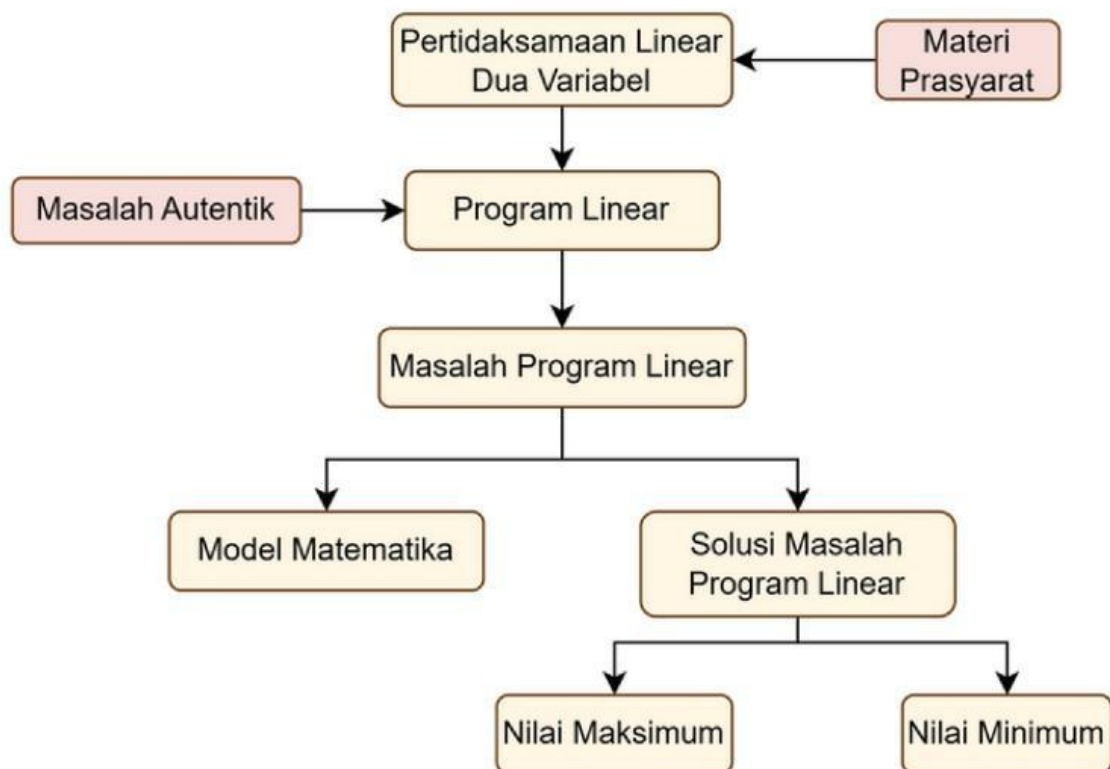 Pertidaksamaan Linear
Dua Variabel
Materi
Prasyarat
Masalah Autentik
Program Linear
Masalah Program Linear
Model Matematika
Solusi Masalah
Program Linear
Nilai Maksimum
Nilai Minimum